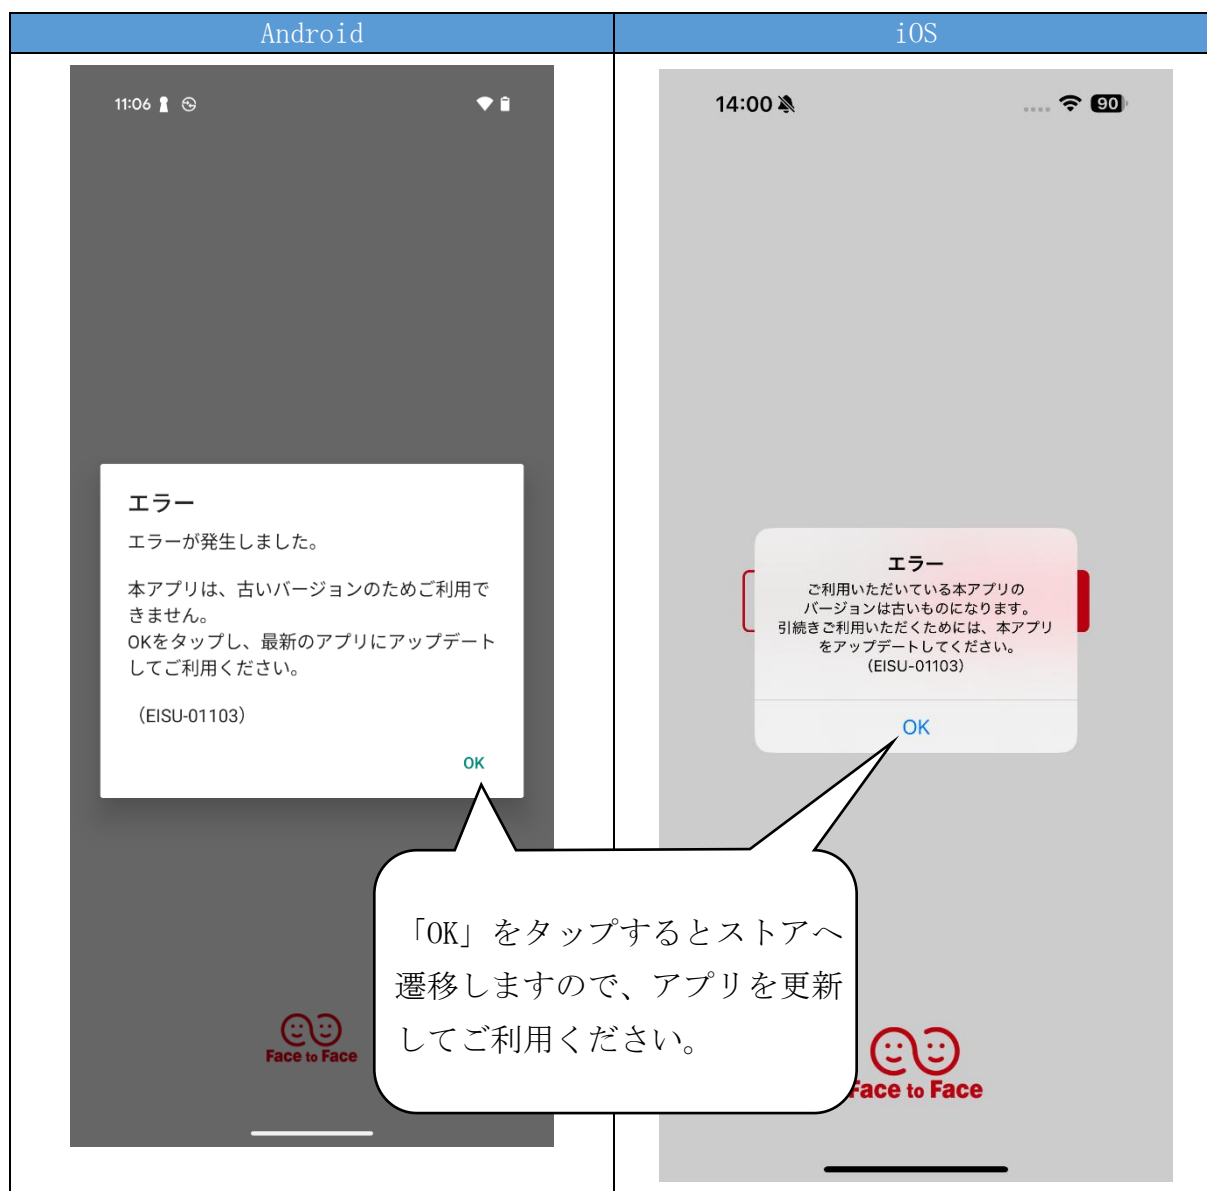 Android
iOS
11:06
エラー
エラーが発生しました。
本アプリは、古いバージョンのためご利用で
きません。
OKをタップし、最新のアプリにアップデート
してご利用ください。
（EISU-01103）
OK
Face to Face
14:00
90
エラー
ご利用いただいている本アプリの
バージョンは古いものになります。
引続きご利用いただくためには、本アプリ
をアップデートしてください。
（EISU-01103）
OK
「OK」をタップするとストアへ
遷移しますので、アプリを更新
してご利用ください。
Face to Face